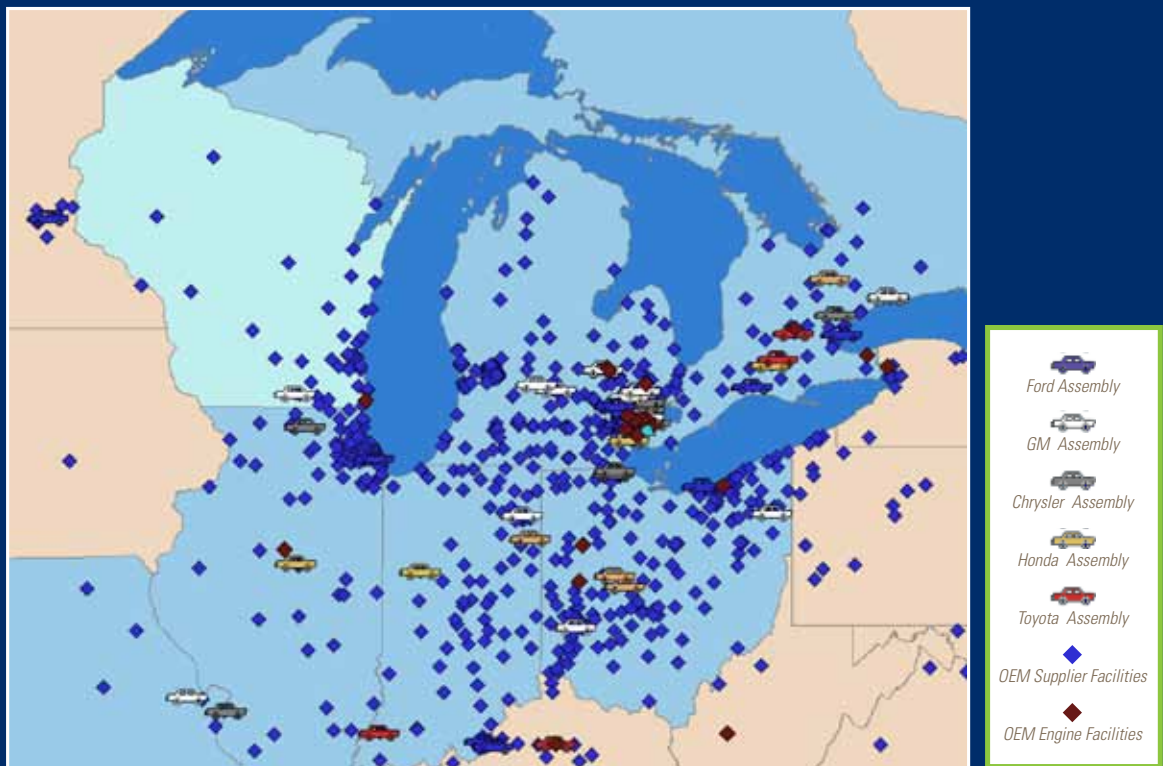 Ford Assembly
GM Assembly
Chrysler Assembly
Honda Assembly
Toyota Assembly
OEM Supplier Facilities
OEM Engine Facilities